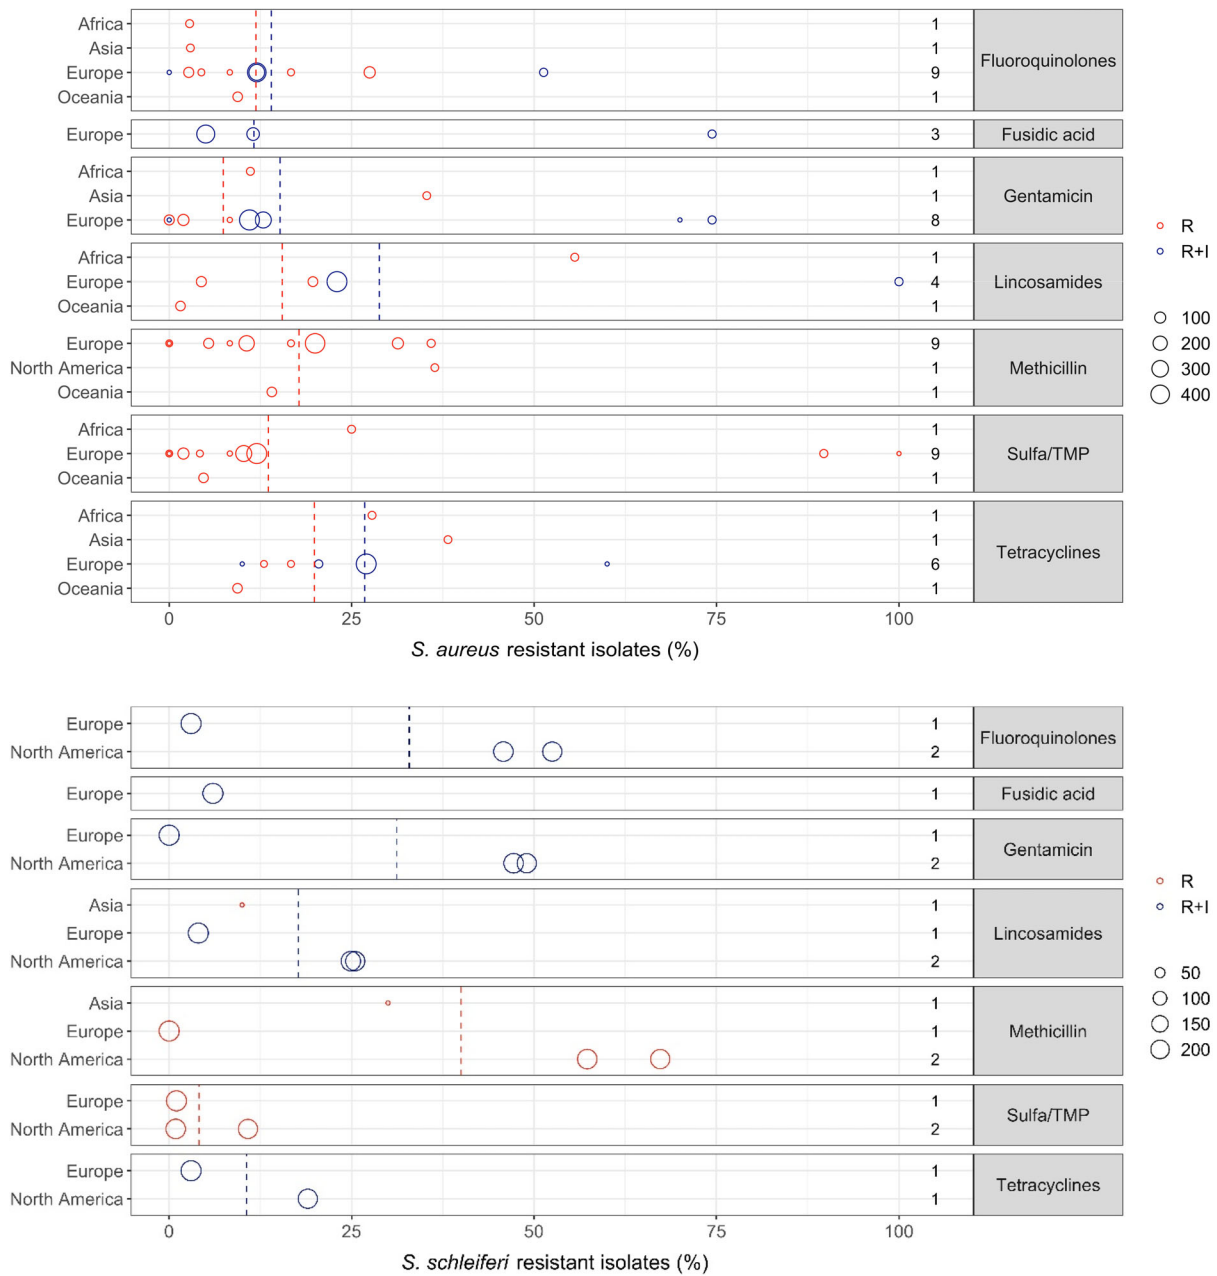 Africa 1
Asia 1
Europe 9
Oceania 1
Fluoroquinolones
Europe 3
Fusidic acid
Africa 1
Asia 1
Europe 8
Gentamicin
Africa 1
Europe 4
Oceania 1
Lincosamides
Europe 9
North America 1
Oceania 1
Methicillin
Africa 1
Europe 9
Oceania 1
Sulfa/TMP
Africa 1
Asia 1
Europe 6
Oceania 1
Tetracyclines
0 25 50 75 100
S. aureus resistant isolates (%)
R
R+I
100
200
300
400
Europe 1
North America 2
Fluoroquinolones
Europe 1
Fusidic acid
Europe 1
North America 2
Gentamicin
Asia 1
Europe 1
North America 2
Lincosamides
Asia 1
Europe 1
North America 2
Methicillin
Europe 1
North America 2
Sulfa/TMP
Europe 1
North America 1
Tetracyclines
0 25 50 75 100
S. schleiferi resistant isolates (%)
R
R+I
50
100
150
200